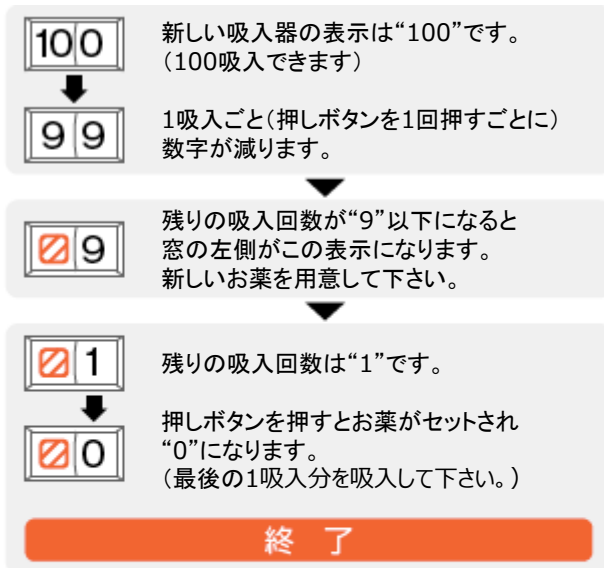 100
新しい吸入器の表示は“100”です。
（100吸入できます）
99
1吸入ごと（押しボタンを1回押すごとに）
数字が減ります。
9
残りの吸入回数が“9”以下になると
窓の左側がこの表示になります。
新しいお薬を用意して下さい。
1
残りの吸入回数は“1”です。
0
押しボタンを押すとお薬がセットされ
“0”になります。
（最後の1吸入分を吸入して下さい。）
終 了